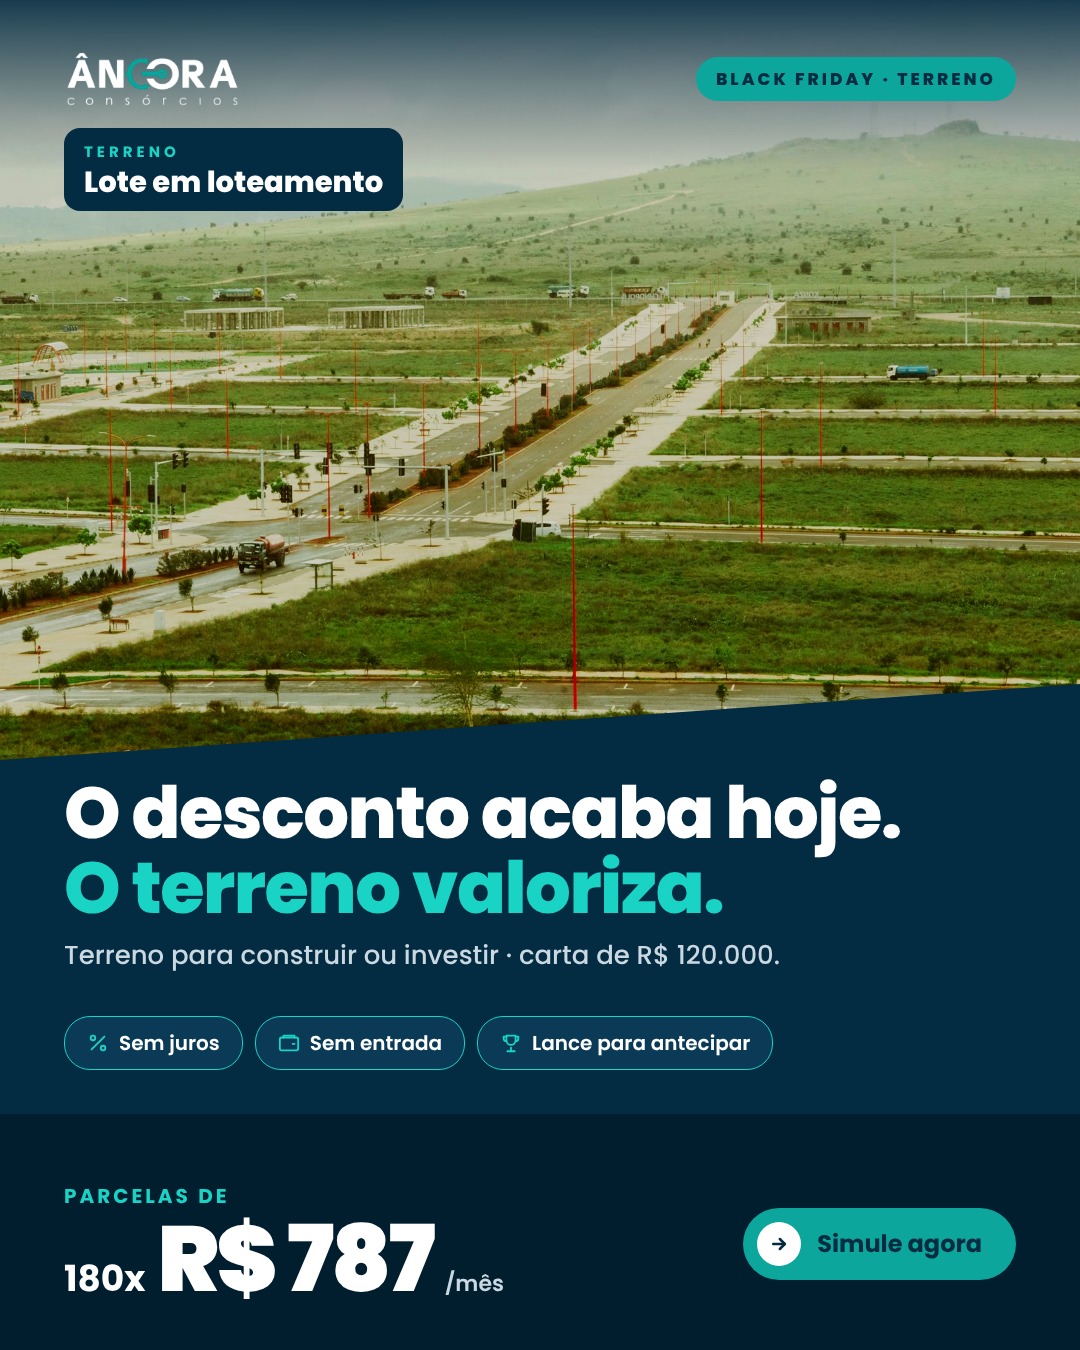 ÂNCORA
consórcios
BLACK FRIDAY · TERRENO
TERRENO
Lote em loteamento
O desconto acaba hoje.
O terreno valoriza.
Terreno para construir ou investir · carta de R$ 120.000.
Sem juros
Sem entrada
Lance para antecipar
PARCELAS DE
180x R$ 787 /mês
Simule agora